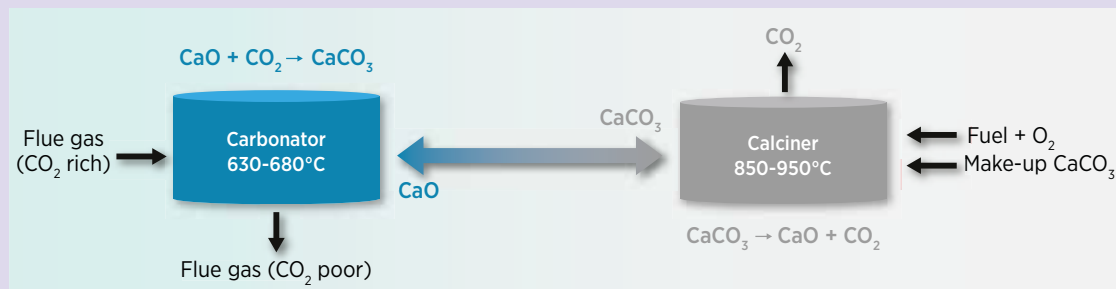 CaO + CO₂ → CaCO₃
Flue gas
(CO₂ rich)
Carbonator
630-680°C
Flue gas (CO₂ poor)
CaO
CaCO₃
CO₂
Calciner
850-950°C
CaCO₃ → CaO + CO₂
Fuel + O₂
Make-up CaCO₃